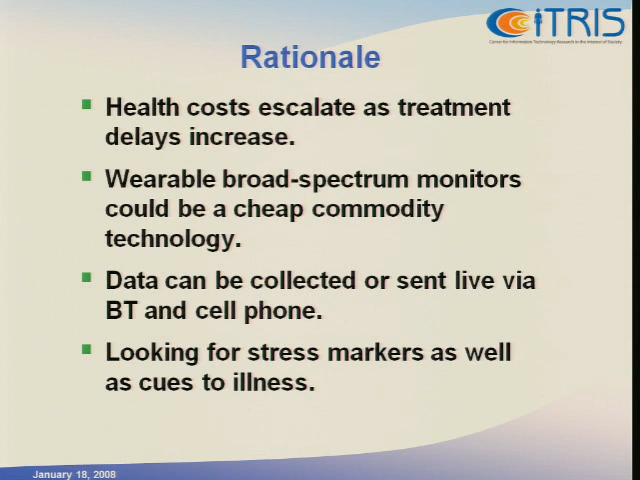 CiTRIS
Center for Information Technology Research in the Interest of Society
Rationale
Health costs escalate as treatment
delays increase.
Wearable broad-spectrum monitors
could be a cheap commodity
technology.
Data can be collected or sent live via
BT and cell phone.
Looking for stress markers as well
as cues to illness.
January 18, 2008